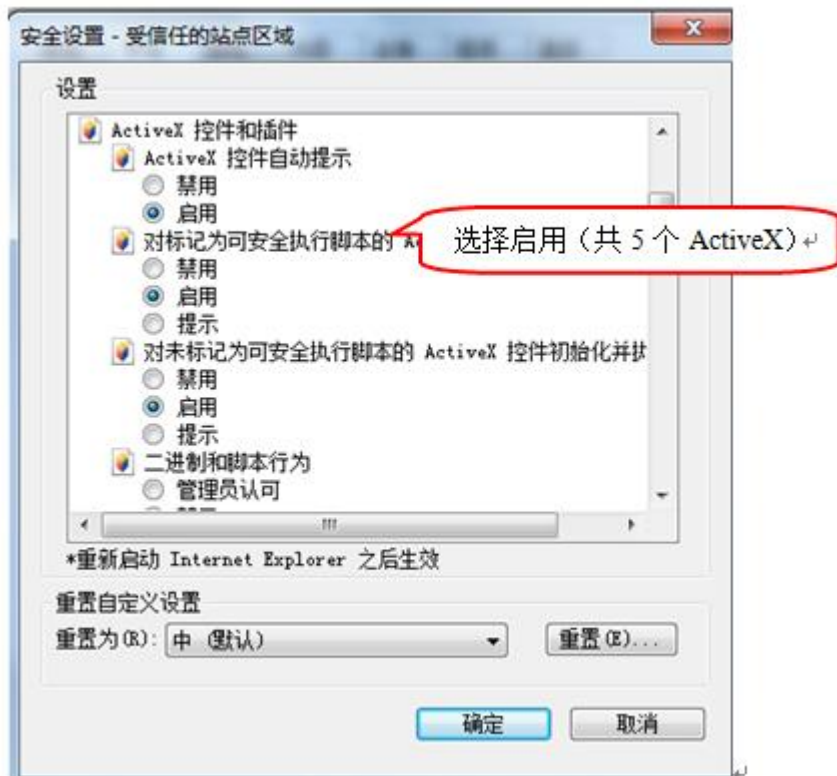 安全设置 - 受信任的站点区域
设置
ActiveX 控件和插件
ActiveX 控件自动提示
禁用
启用
对标记为可安全执行脚本的
选择启用（共 5 个 ActiveX）
禁用
启用
提示
对未标记为可安全执行脚本的 ActiveX 控件初始化并执
禁用
启用
提示
二进制和脚本行为
管理员认可
*重新启动 Internet Explorer 之后生效
重置自定义设置
重置为(R): 中 (默认)
重置(E)...
确定
取消